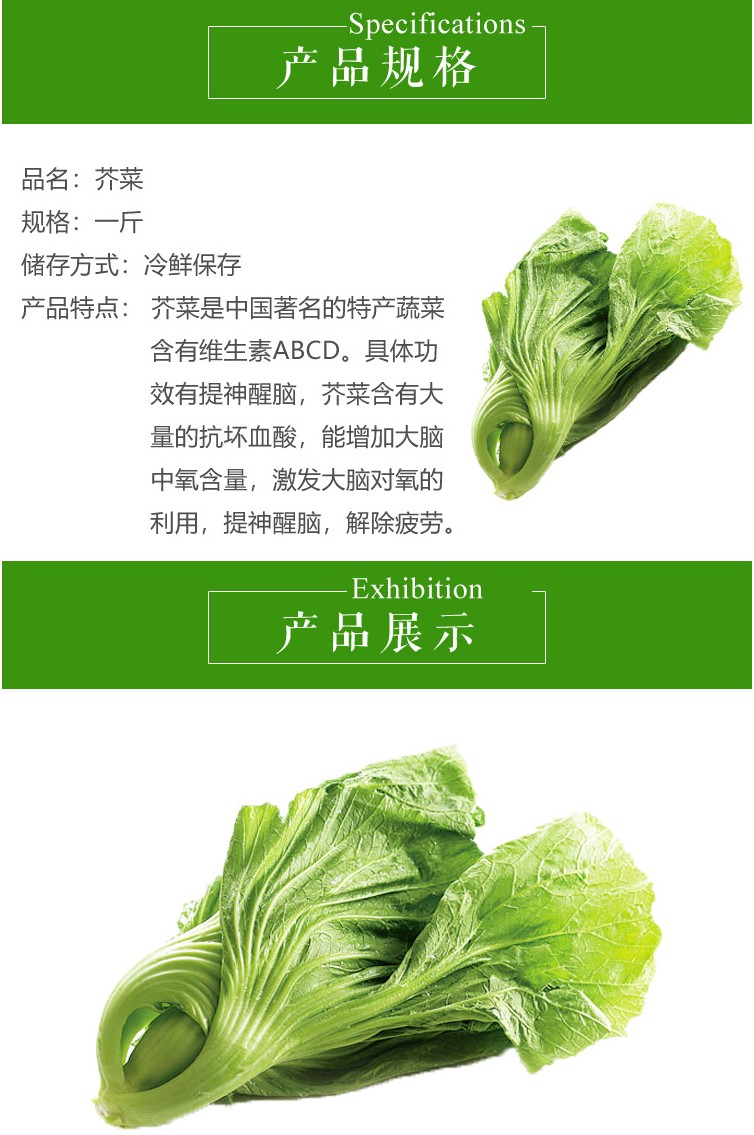 Specifications
产品规格
品名：芥菜
规格：一斤
储存方式：冷鲜保存
产品特点： 芥菜是中国著名的特产蔬菜
含有维生素ABCD。具体功
效有提神醒脑，芥菜含有大
量的抗坏血酸，能增加大脑
中氧含量，激发大脑对氧的
利用，提神醒脑，解除疲劳。
Exhibition
产品展示